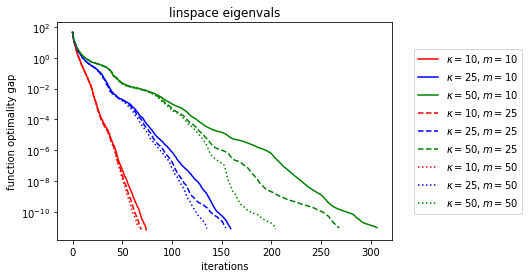 linspace eigenvals
function optimality gap
10²
10⁰
10⁻²
10⁻⁴
10⁻⁶
10⁻⁸
10⁻¹⁰
0
50
100
150
200
250
300
iterations
κ = 10, m = 10
κ = 25, m = 10
κ = 50, m = 10
κ = 10, m = 25
κ = 25, m = 25
κ = 50, m = 25
κ = 10, m = 50
κ = 25, m = 50
κ = 50, m = 50